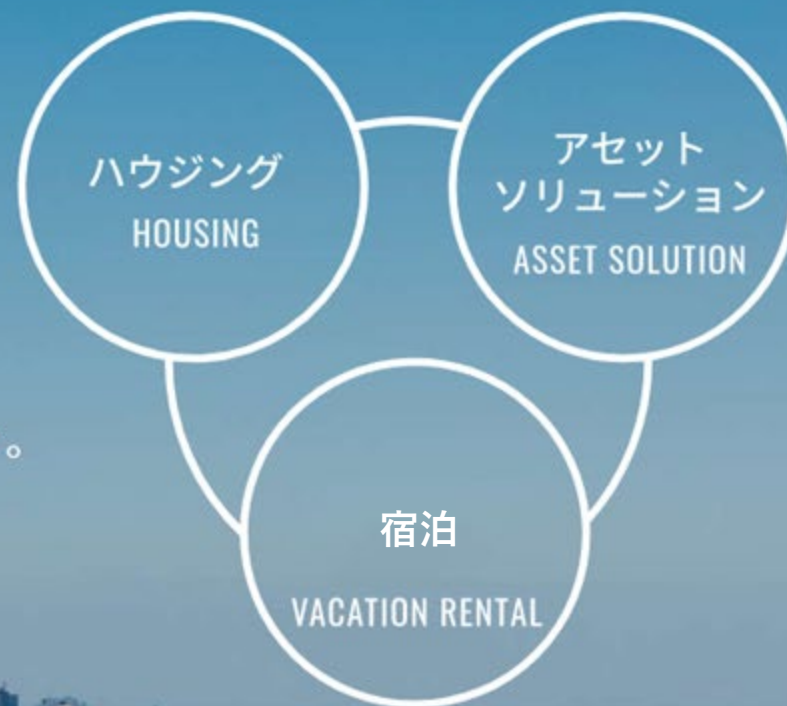 ハウジング
HOUSING
アセット
ソリューション
ASSET SOLUTION
。
宿泊
VACATION RENTAL